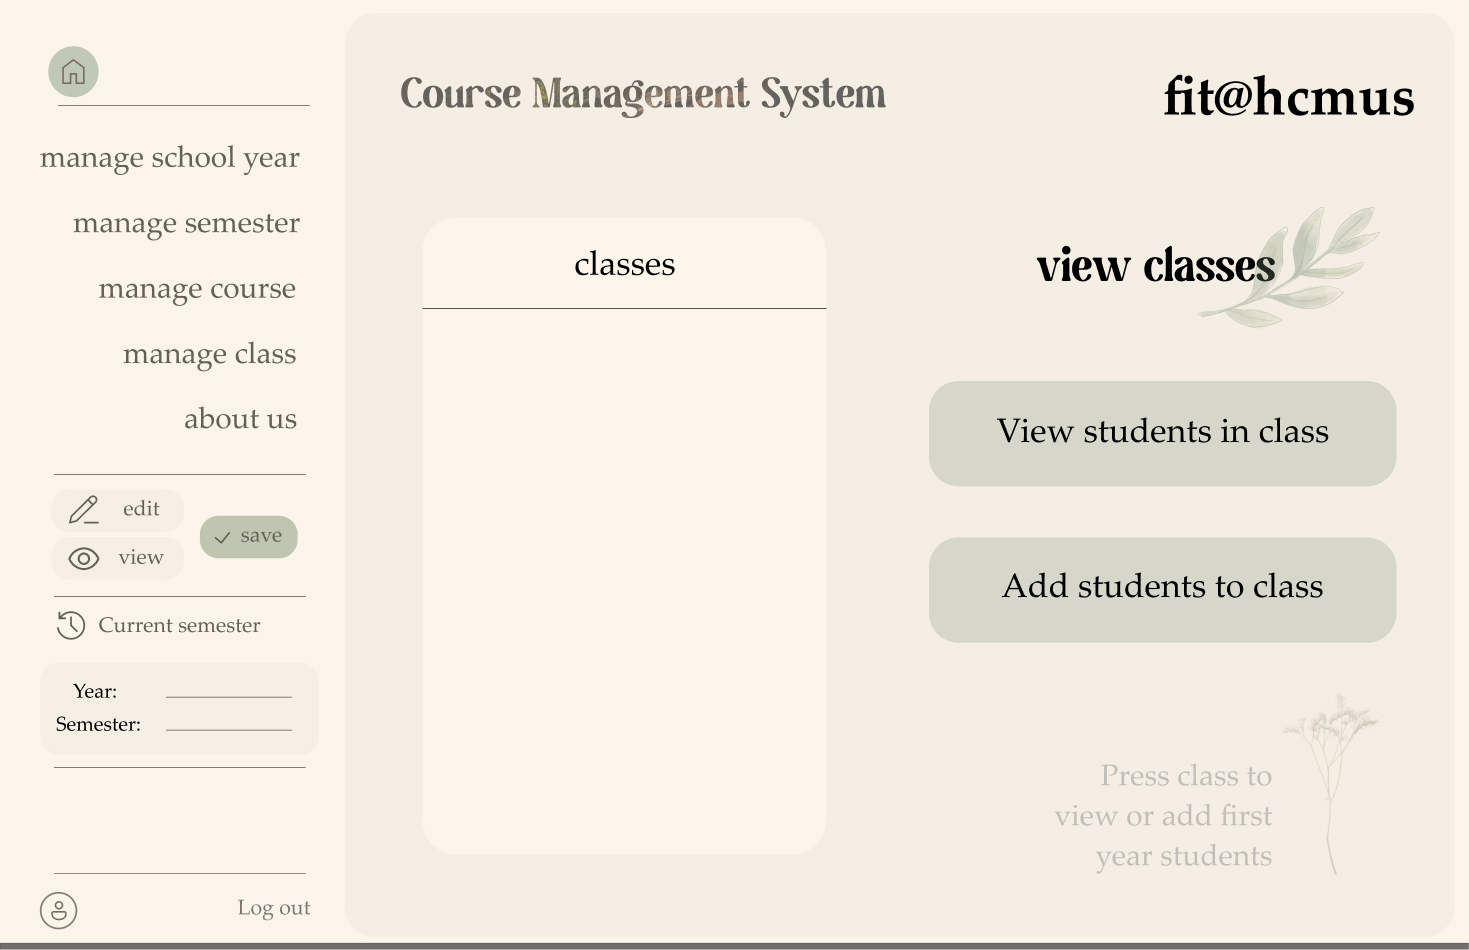 manage school year
manage semester
manage course
manage class
about us
edit
view
save
Current semester
Year:
Semester:
Log out
Course Management System
fit@hcmus
classes
view classes
View students in class
Add students to class
Press class to
view or add first
year students